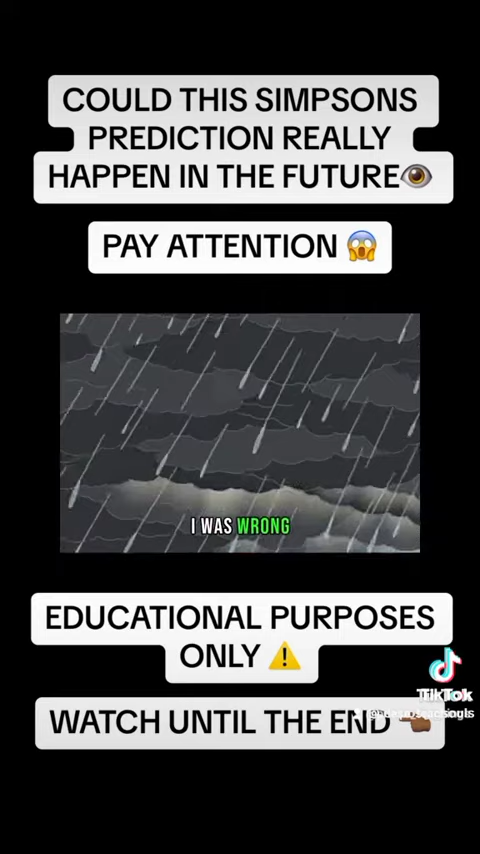 COULD THIS SIMPSONS
PREDICTION REALLY
HAPPEN IN THE FUTURE👁️
PAY ATTENTION 😱
I WAS WRONG
EDUCATIONAL PURPOSES
ONLY ⚠️
TikTok
WATCH UNTIL THE END 👈🏾